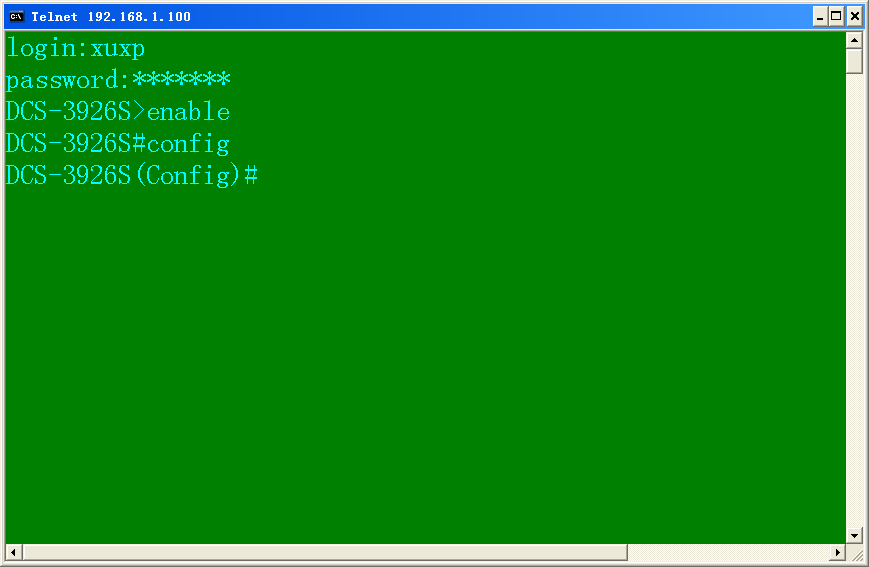 Telnet 192.168.1.100
login:xuxp
password:*******
DCS-3926S>enable
DCS-3926S#config
DCS-3926S(Config)#